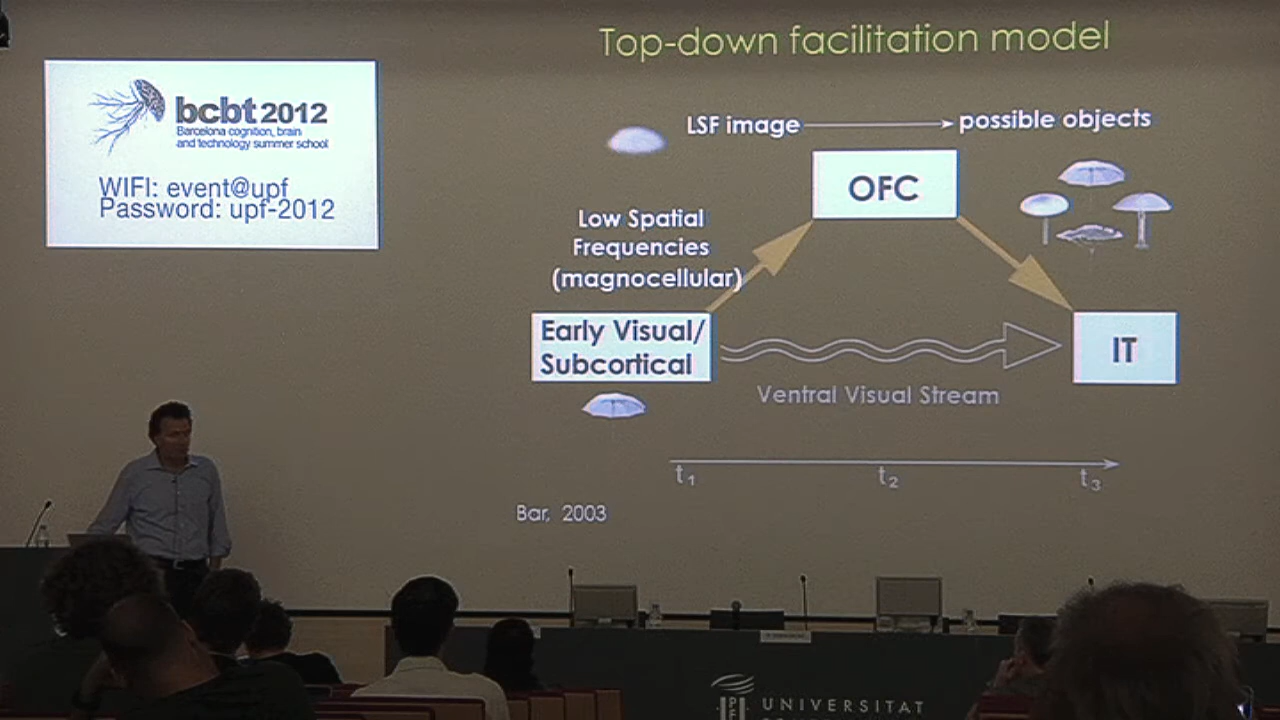 Top-down facilitation model
bcbt 2012
Barcelona cognition, brain
and technology summer school
WIFI: event@upf
Password: upf-2012
LSF image
possible objects
OFC
Low Spatial
Frequencies
(magnocellular)
Early Visual/
Subcortical
IT
Ventral Visual Stream
t1
t2
t3
Bar, 2003
UNIVERSITAT